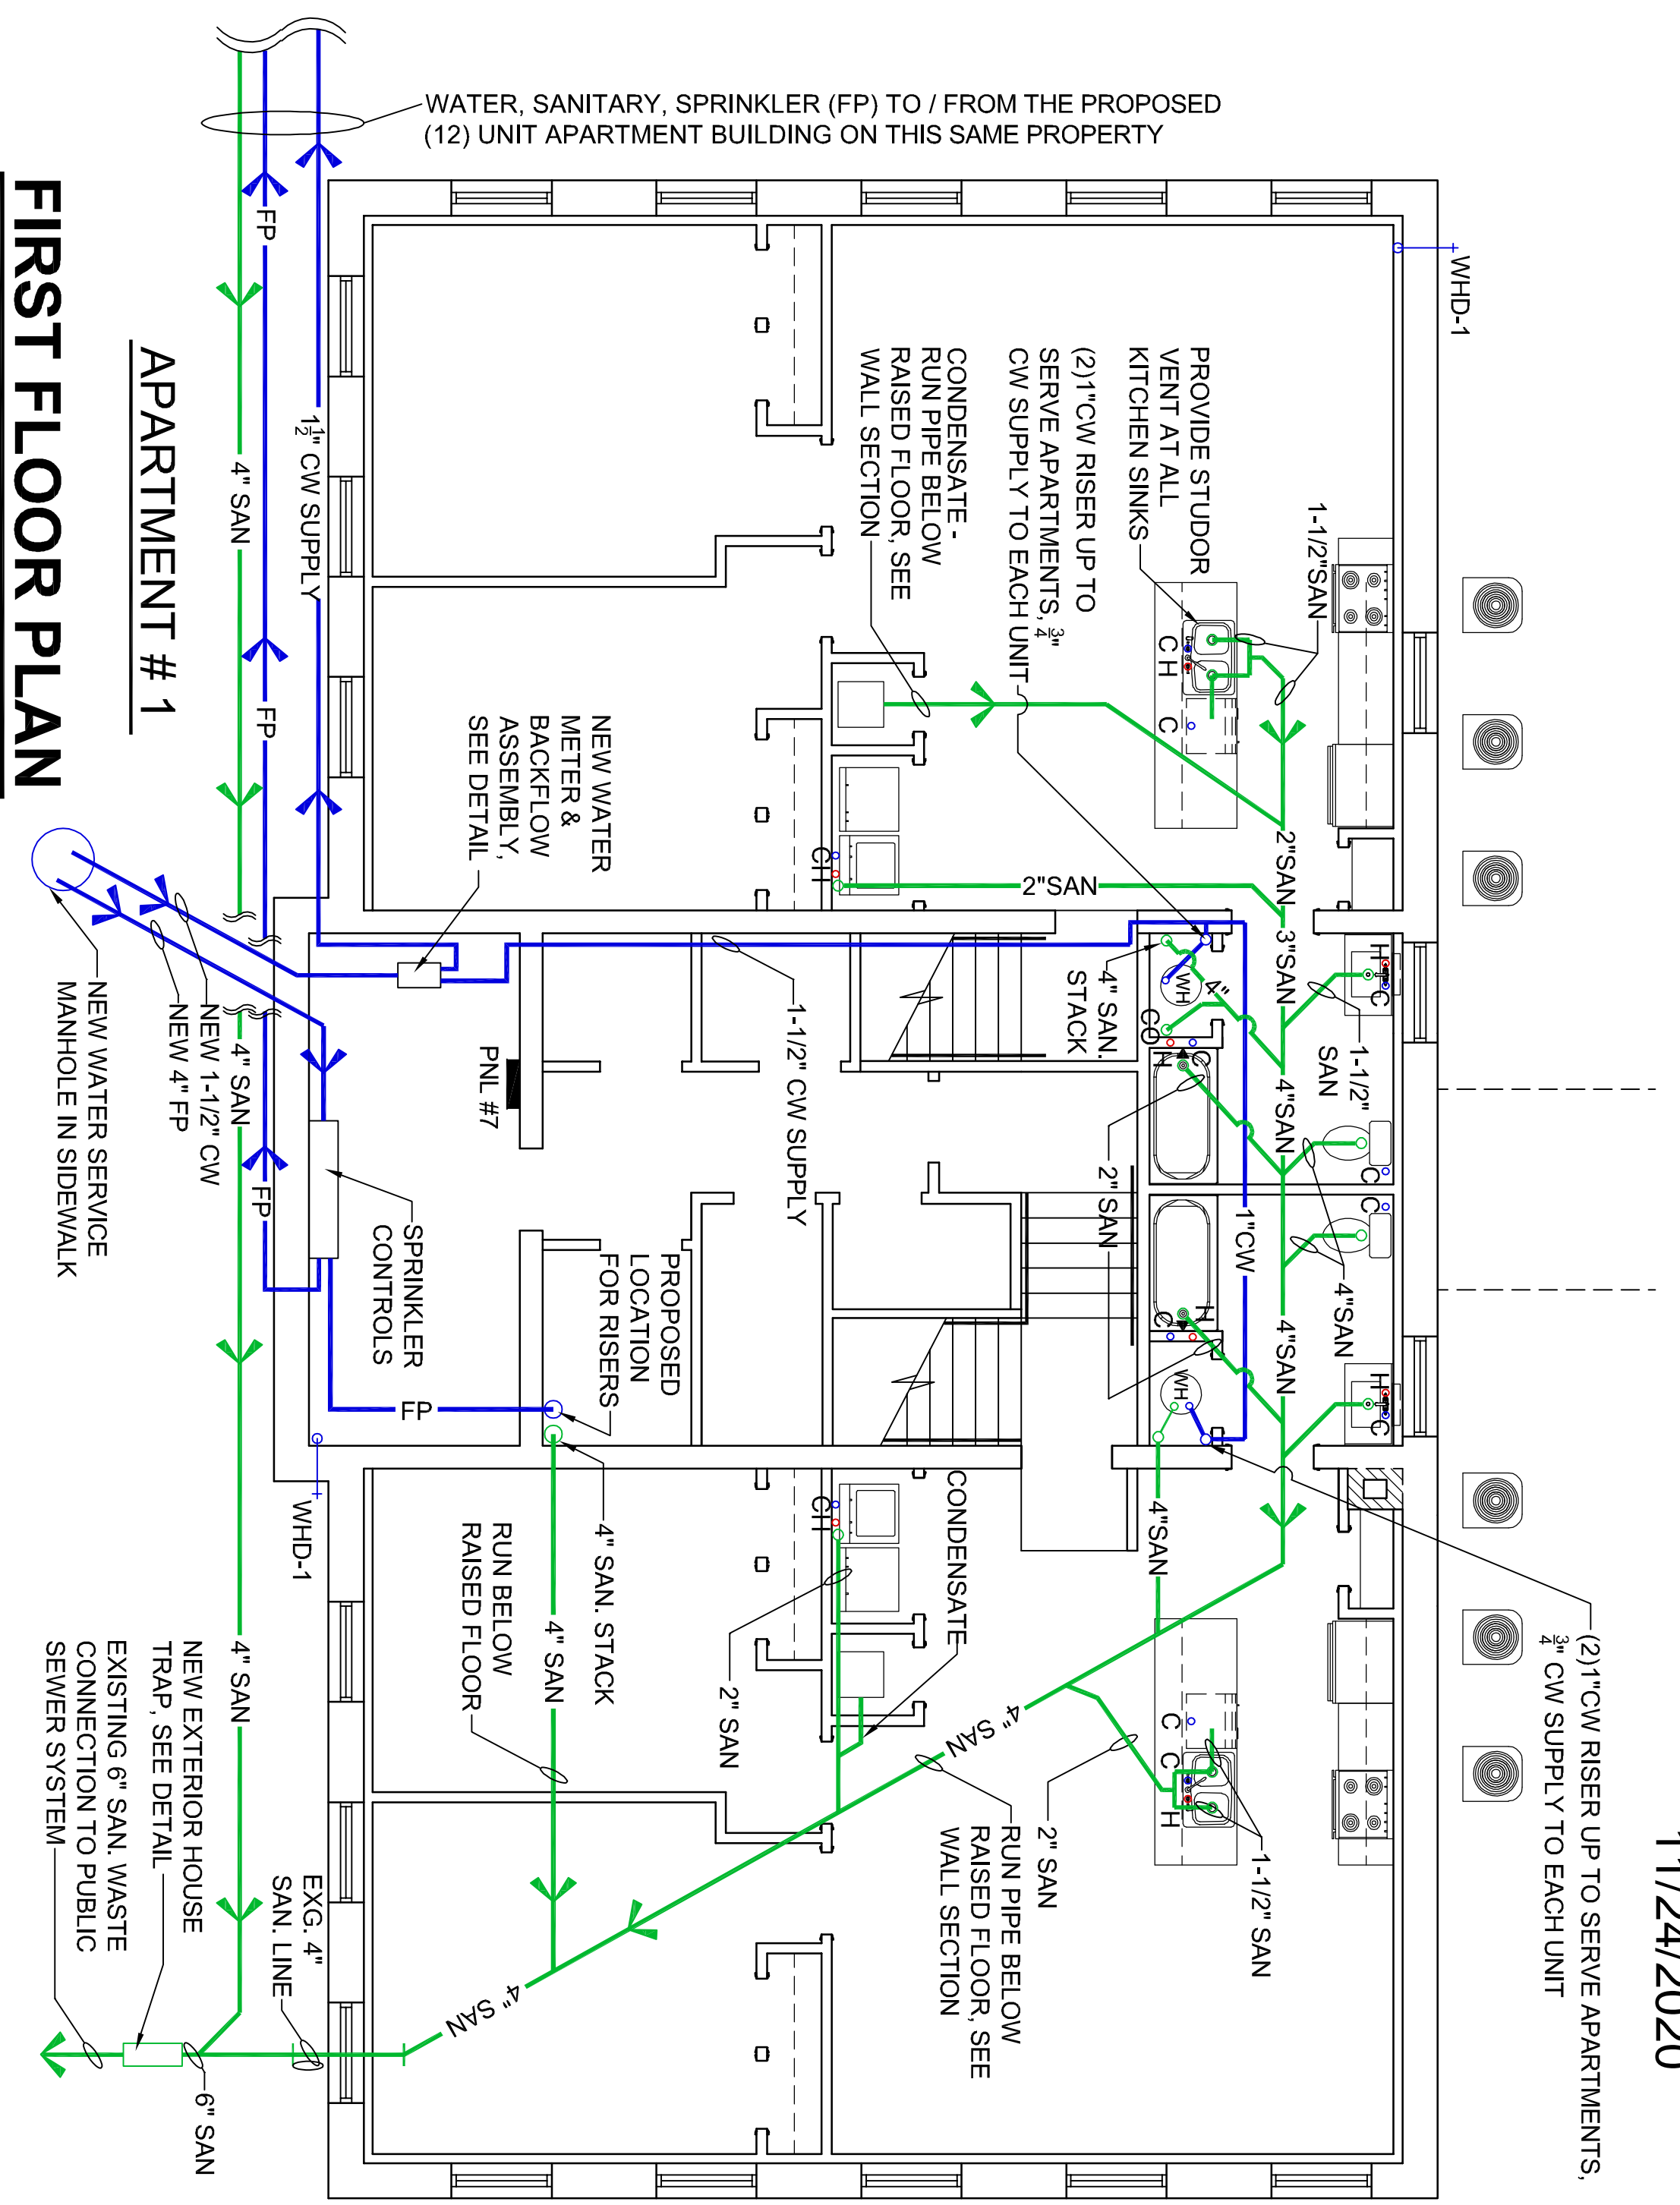 11/24/2020
(2)1"CW RISER UP TO SERVE APARTMENTS,
3/4" CW SUPPLY TO EACH UNIT
WHD-1
WATER, SANITARY, SPRINKLER (FP) TO / FROM THE PROPOSED
(12) UNIT APARTMENT BUILDING ON THIS SAME PROPERTY
1-1/2"SAN
PROVIDE STUDOR
VENT AT ALL
KITCHEN SINKS
(2)1"CW RISER UP TO
SERVE APARTMENTS, 3/4"
CW SUPPLY TO EACH UNIT
CONDENSATE -
RUN PIPE BELOW
RAISED FLOOR, SEE
WALL SECTION
C H
C
2"SAN
3"SAN
4"SAN
4"SAN
2"SAN
CH
H C
1-1/2"
SAN
4"
WH
4" SAN.
STACK
CO
H C
C
C
4"SAN
1"CW
2" SAN
C H
WH
H C
4"SAN
C
C
H
1-1/2" SAN
2" SAN
4" SAN
RUN PIPE BELOW
RAISED FLOOR, SEE
WALL SECTION
CONDENSATE
CH
2" SAN
1-1/2" CW SUPPLY
NEW WATER
METER &
BACKFLOW
ASSEMBLY,
SEE DETAIL
PNL #7
PROPOSED
LOCATION
FOR RISERS
SPRINKLER
CONTROLS
FP
4" SAN. STACK
4" SAN
RUN BELOW
RAISED FLOOR
4" SAN
WHD-1
EXG. 4"
SAN. LINE
1 1/2" CW SUPPLY
FP
FP
FP
4" SAN
4" SAN
4" SAN
6" SAN
NEW 1-1/2" CW
NEW 4" FP
NEW WATER SERVICE
MANHOLE IN SIDEWALK
NEW EXTERIOR HOUSE
TRAP, SEE DETAIL
EXISTING 6" SAN. WASTE
CONNECTION TO PUBLIC
SEWER SYSTEM
APARTMENT # 1
FIRST FLOOR PLAN